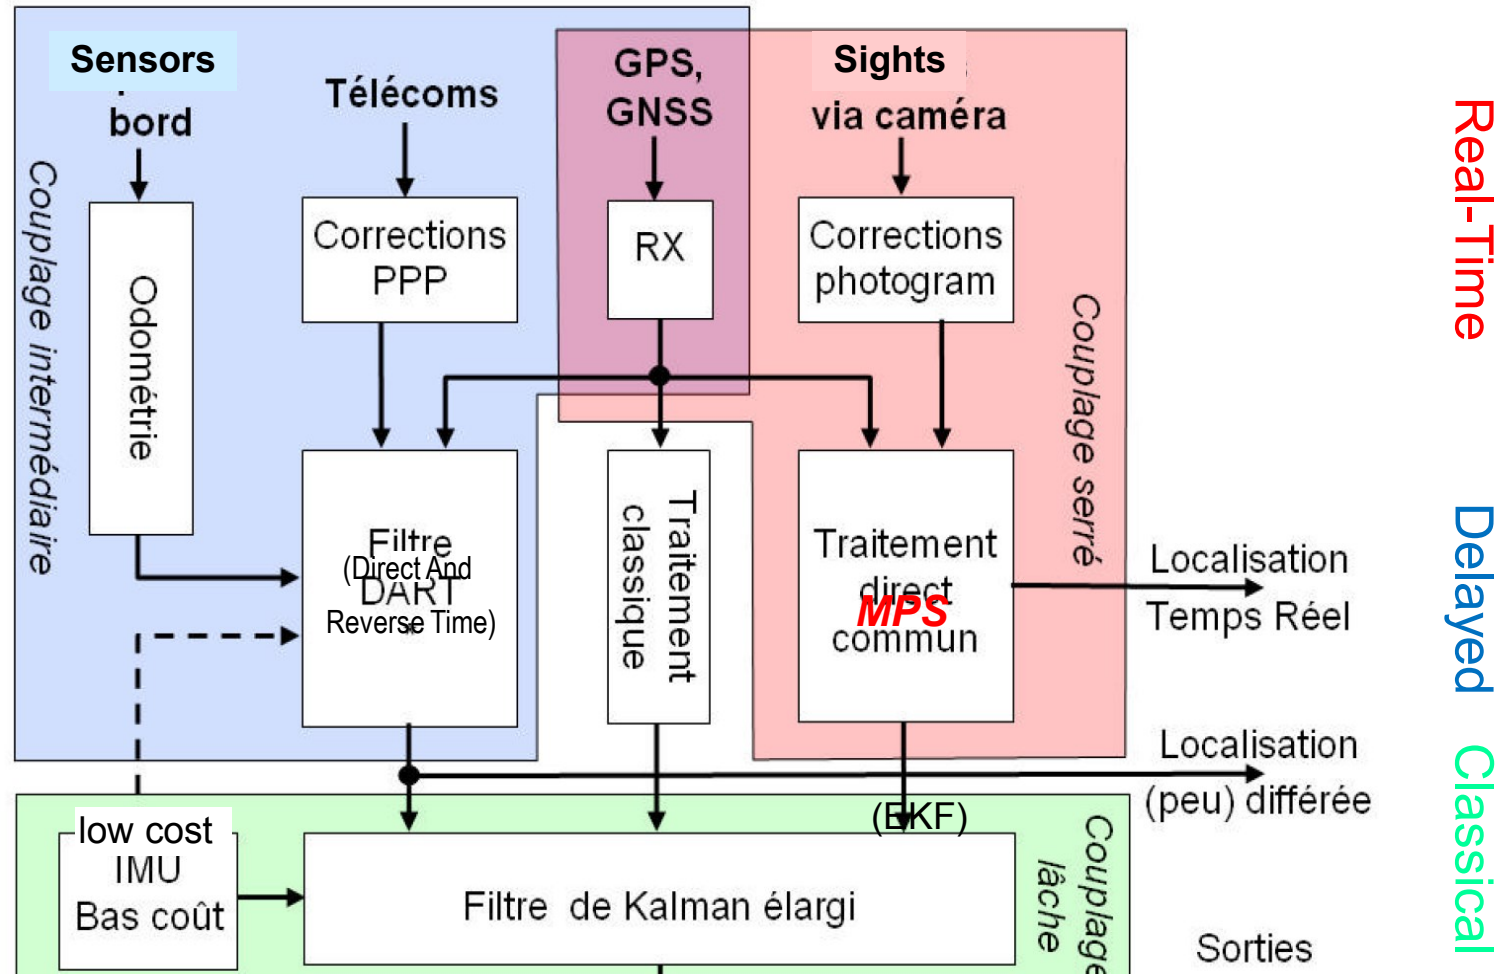 Sensors
bord
Télécoms
GPS,
GNSS
Sights
via caméra
Real-Time
Couplage intermédiaire
Odométrie
Corrections
PPP
RX
Corrections
photogram
Couplage serré
Filtre
(Direct And
DART
Reverse Time)
*
Traitement
classique
Traitement
direct
MPS
commun
Localisation
Temps Réel
Delayed
Localisation
(peu) différée
Classical
low cost
IMU
Bas coût
(EKF)
Filtre de Kalman élargi
Couplage
lâche
Sorties